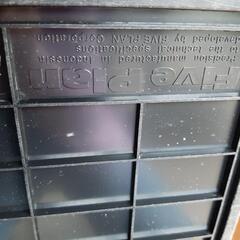 Five Plan
Precision manufactured in Indonesia
to the technical specifications
developed by FIVE PLAN Corporation